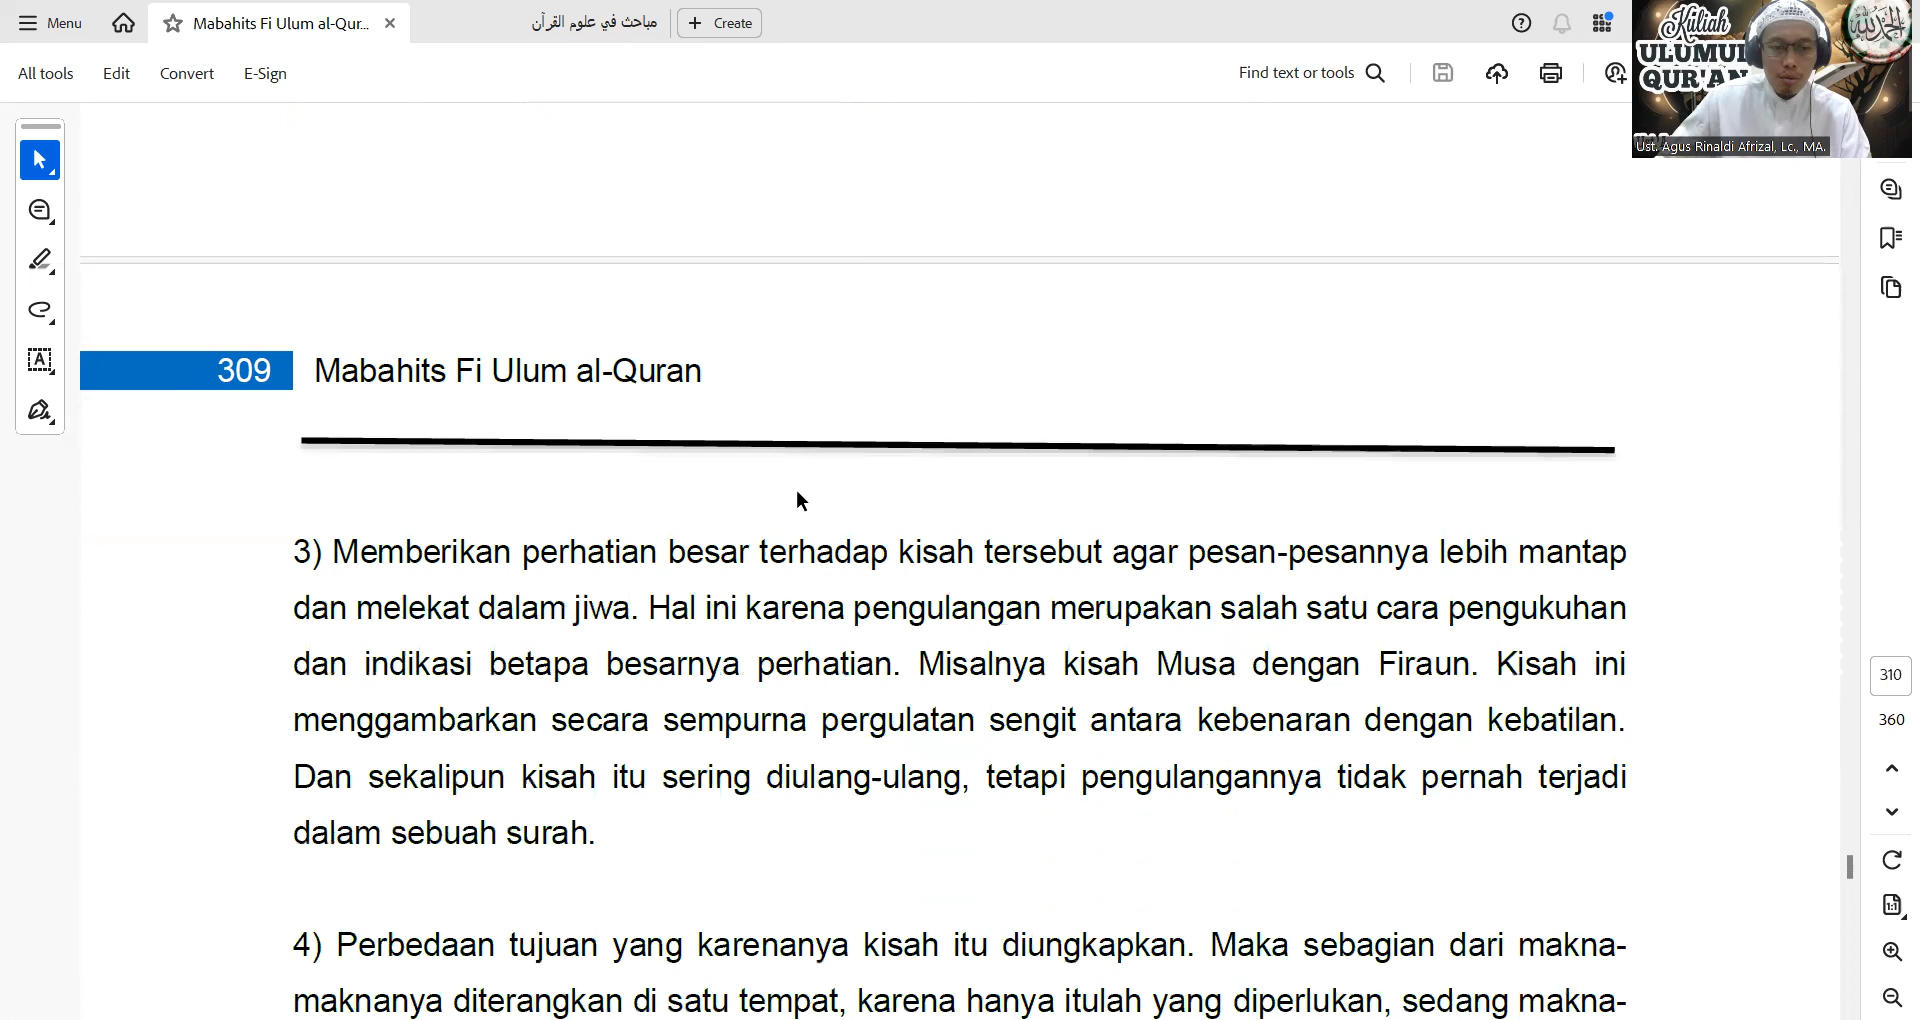 Menu
Mabahits Fi Ulum al-Qur...
مباحث في علوم القرآن
Create
All tools
Edit
Convert
E-Sign
Find text or tools
Kuliah
ULUMUL
QUR'AN
Ust. Agus Rinaldi Afrizal, Lc., MA.
309 Mabahits Fi Ulum al-Quran
3) Memberikan perhatian besar terhadap kisah tersebut agar pesan-pesannya lebih mantap
dan melekat dalam jiwa. Hal ini karena pengulangan merupakan salah satu cara pengukuhan
dan indikasi betapa besarnya perhatian. Misalnya kisah Musa dengan Firaun. Kisah ini
menggambarkan secara sempurna pergulatan sengit antara kebenaran dengan kebatilan.
Dan sekalipun kisah itu sering diulang-ulang, tetapi pengulangannya tidak pernah terjadi
dalam sebuah surah.
4) Perbedaan tujuan yang karenanya kisah itu diungkapkan. Maka sebagian dari makna-
maknanya diterangkan di satu tempat, karena hanya itulah yang diperlukan, sedang makna-
310
360